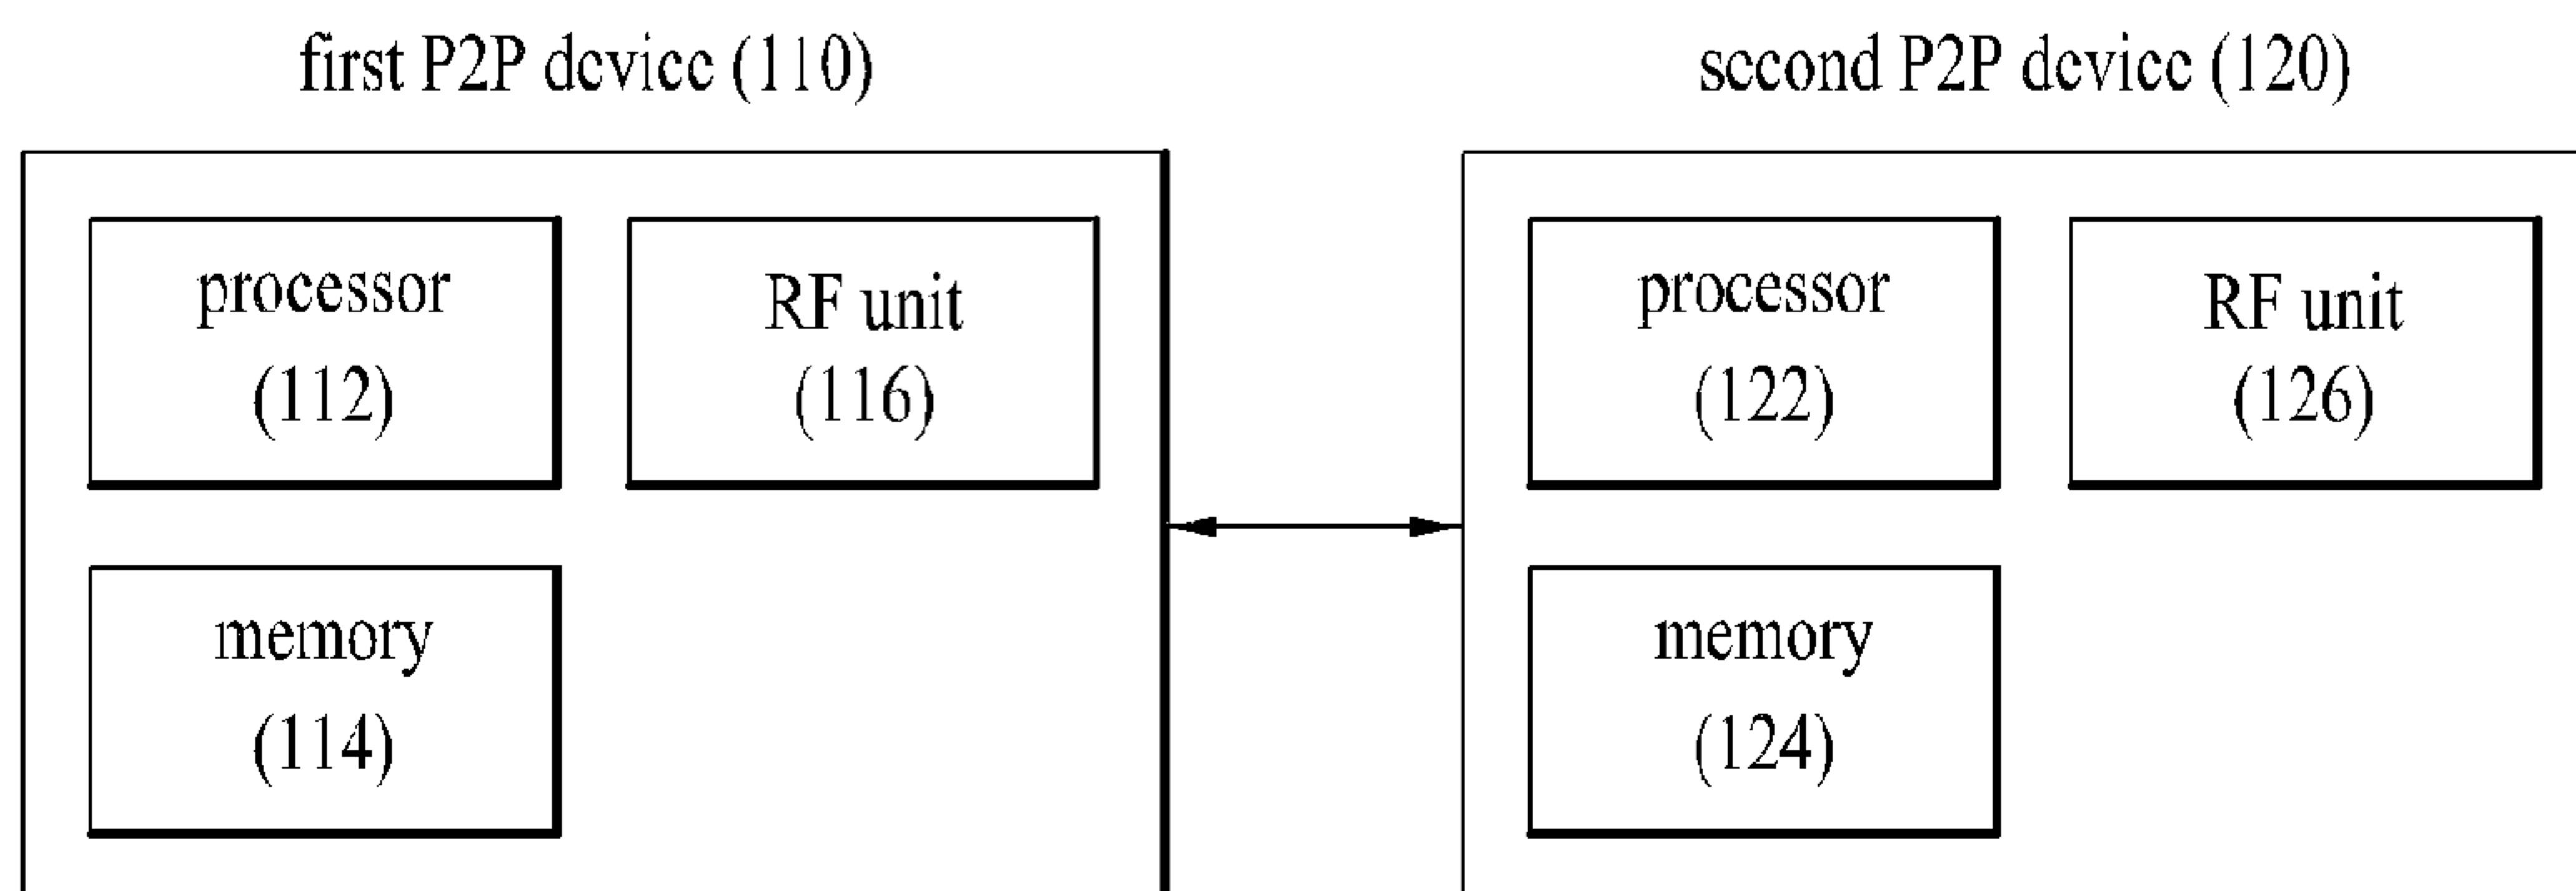 first P2P device (110)
second P2P device (120)
processor
(112)
RF unit
(116)
memory
(114)
processor
(122)
RF unit
(126)
memory
(124)